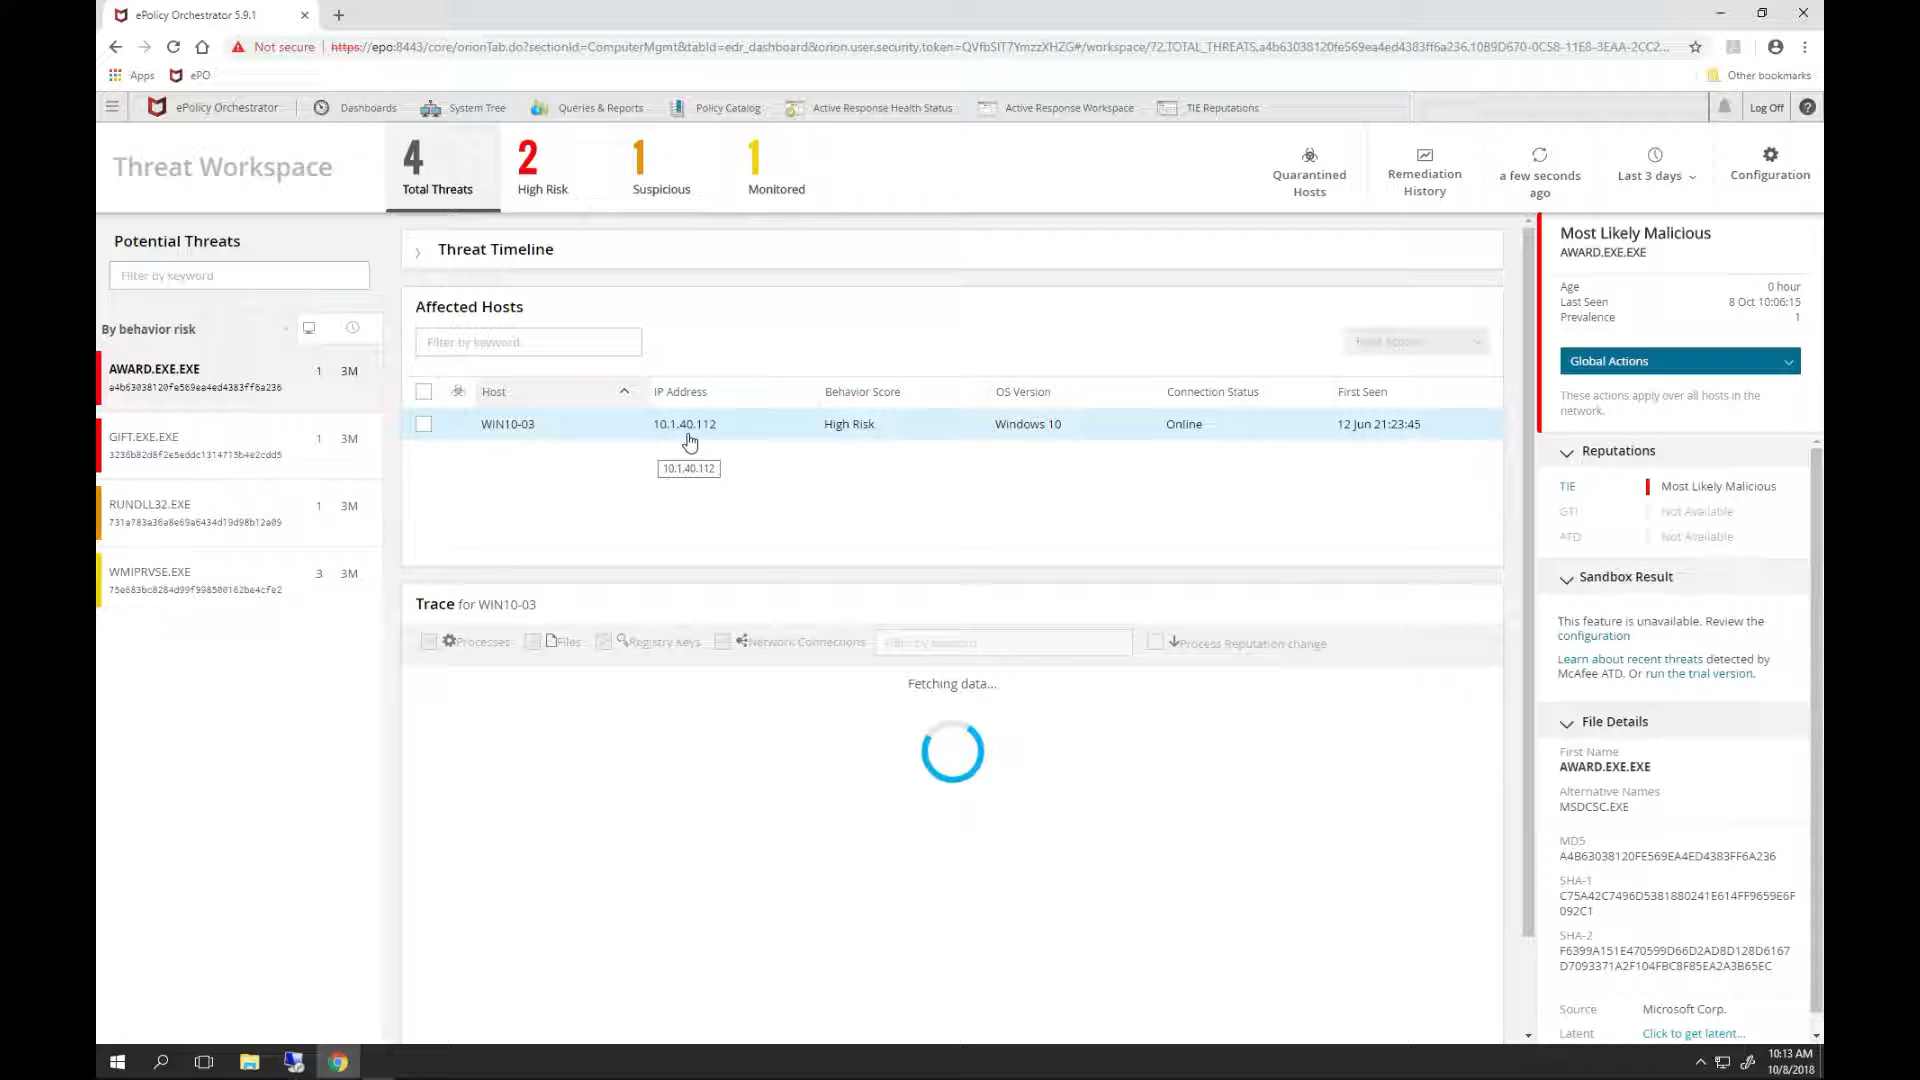 ePolicy Orchestrator 5.9.1
Not secure
https://epo:8443/core/orionTab.do?sectionId=ComputerMgmt&tabId=edr_dashboard&orion.user.security.token=QVfbSIT7YmzzXHZG#/workspace/72,TOTAL_THREATS,a4b63038120fe569ea4ed4383ff6a236,10B9D670-0C58-11E8-3EAA-2CC2...
Apps
ePO
Other bookmarks
ePolicy Orchestrator
Dashboards
System Tree
Queries & Reports
Policy Catalog
Active Response Health Status
Active Response Workspace
TIE Reputations
Log Off
Threat Workspace
4
Total Threats
2
High Risk
1
Suspicious
1
Monitored
Quarantined
Hosts
Remediation
History
a few seconds
ago
Last 3 days
Configuration
Potential Threats
Filter by keyword
By behavior risk
AWARD.EXE.EXE 1 3M
a4b63038120fe569ea4ed4383ff6a236
GIFT.EXE.EXE 1 3M
3238b82d8f2e5eddc1314715b4e2cdd5
RUNDLL32.EXE 1 3M
731a783a36a8e69a6434d19d98b12a09
WMIPRVSE.EXE 3 3M
75e683bc8284d99f998500162be4cfe2
Threat Timeline
Affected Hosts
Filter by keyword
Host IP Address Behavior Score OS Version Connection Status First Seen
WIN10-03 10.1.40.112 High Risk Windows 10 Online 12 Jun 21:23:45
10.1.40.112
Trace for WIN10-03
Processes Files Registry Keys Network Connections Filter by keyword Process Reputation change
Fetching data...
Most Likely Malicious
AWARD.EXE.EXE
Age 0 hour
Last Seen 8 Oct 10:06:15
Prevalence 1
Global Actions
These actions apply over all hosts in the
network.
Reputations
TIE Most Likely Malicious
GTI Not Available
ATD Not Available
Sandbox Result
This feature is unavailable. Review the
configuration
Learn about recent threats detected by
McAfee ATD. Or run the trial version.
File Details
First Name
AWARD.EXE.EXE
Alternative Names
MSDCSC.EXE
MD5
A4B63038120FE569EA4ED4383FF6A236
SHA-1
C75A42C7496D5381880241E614FF9659E6F
092C1
SHA-2
F6399A151E470599D66D2AD8D128D6167
D7093371A2F104FBC8F85EA2A3B65EC
Source Microsoft Corp.
Latent Click to get latent...
10:13 AM
10/8/2018